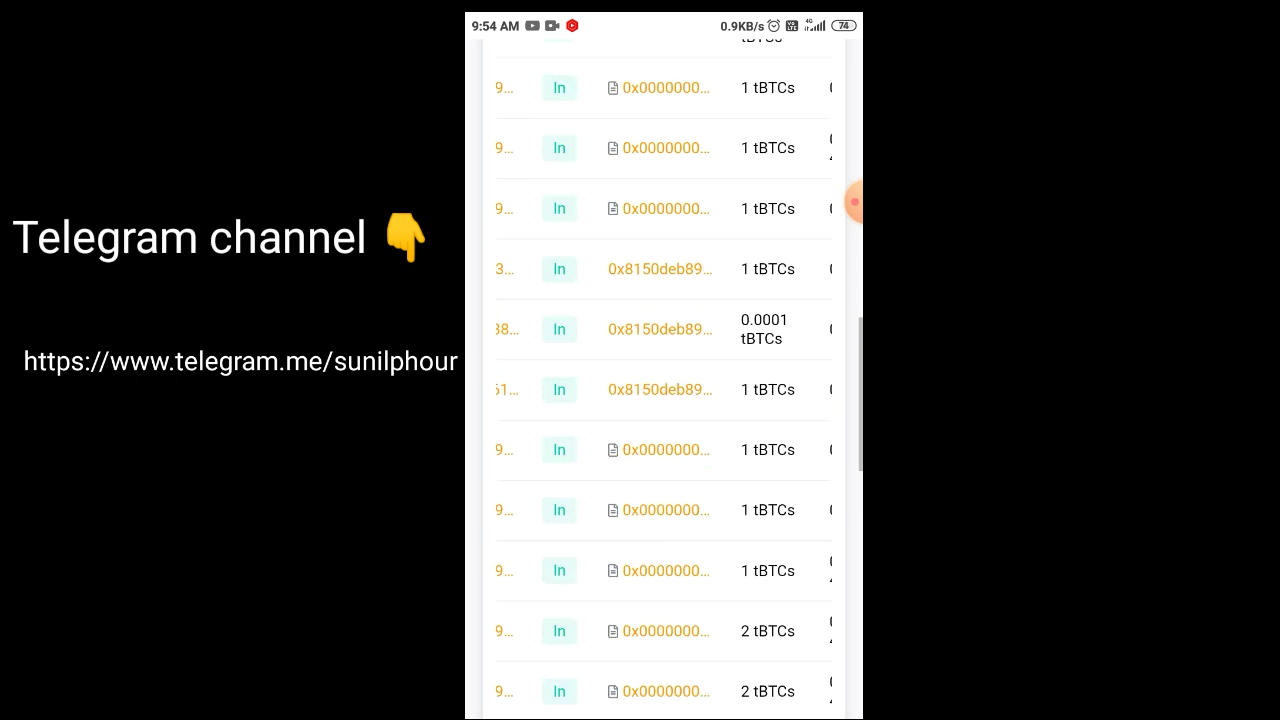 9:54 AM
0.9KB/s
4G
74
Telegram channel 👇
https://www.telegram.me/sunilphour
9... In 0x0000000... 1 tBTCs
9... In 0x0000000... 1 tBTCs
9... In 0x0000000... 1 tBTCs
3... In 0x8150deb89... 1 tBTCs
38... In 0x8150deb89... 0.0001
tBTCs
61... In 0x8150deb89... 1 tBTCs
9... In 0x0000000... 1 tBTCs
9... In 0x0000000... 1 tBTCs
9... In 0x0000000... 1 tBTCs
9... In 0x0000000... 2 tBTCs
9... In 0x0000000... 2 tBTCs